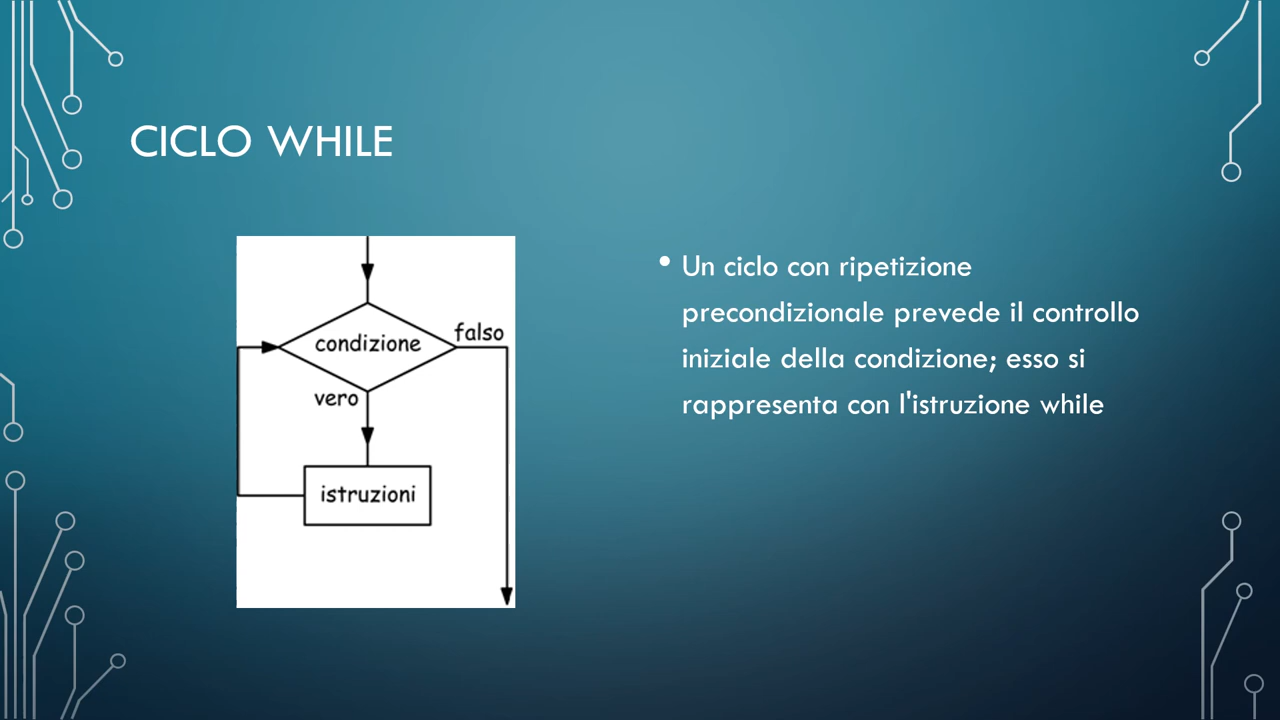 CICLO WHILE
condizione
falso
vero
istruzioni
• Un ciclo con ripetizione
precondizionale prevede il controllo
iniziale della condizione; esso si
rappresenta con l'istruzione while